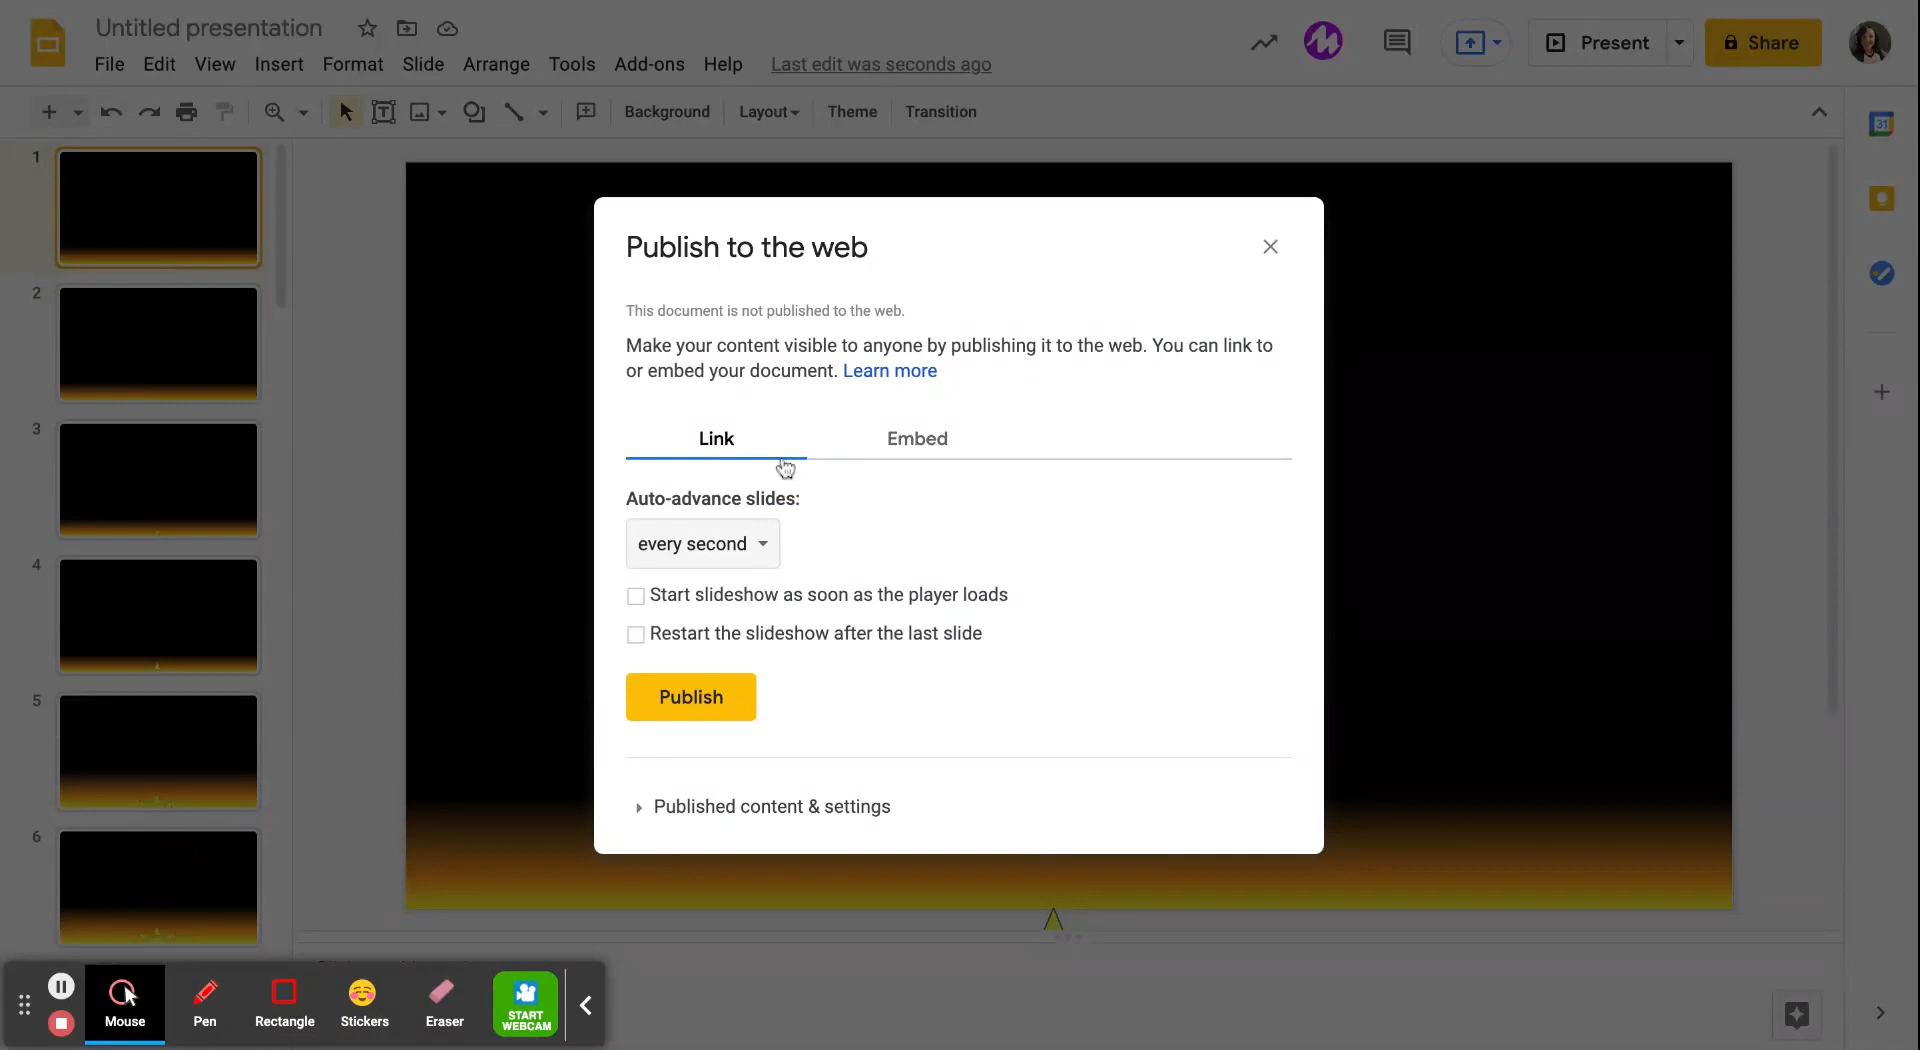 Untitled presentation
File Edit View Insert Format Slide Arrange Tools Add-ons Help Last edit was seconds ago
Present
Share
Background Layout Theme Transition
31
1
2
3
4
5
6
Publish to the web
This document is not published to the web.
Make your content visible to anyone by publishing it to the web. You can link to
or embed your document. Learn more
Link Embed
Auto-advance slides:
every second
Start slideshow as soon as the player loads
Restart the slideshow after the last slide
Publish
Published content & settings
Mouse Pen Rectangle Stickers Eraser START
WEBCAM